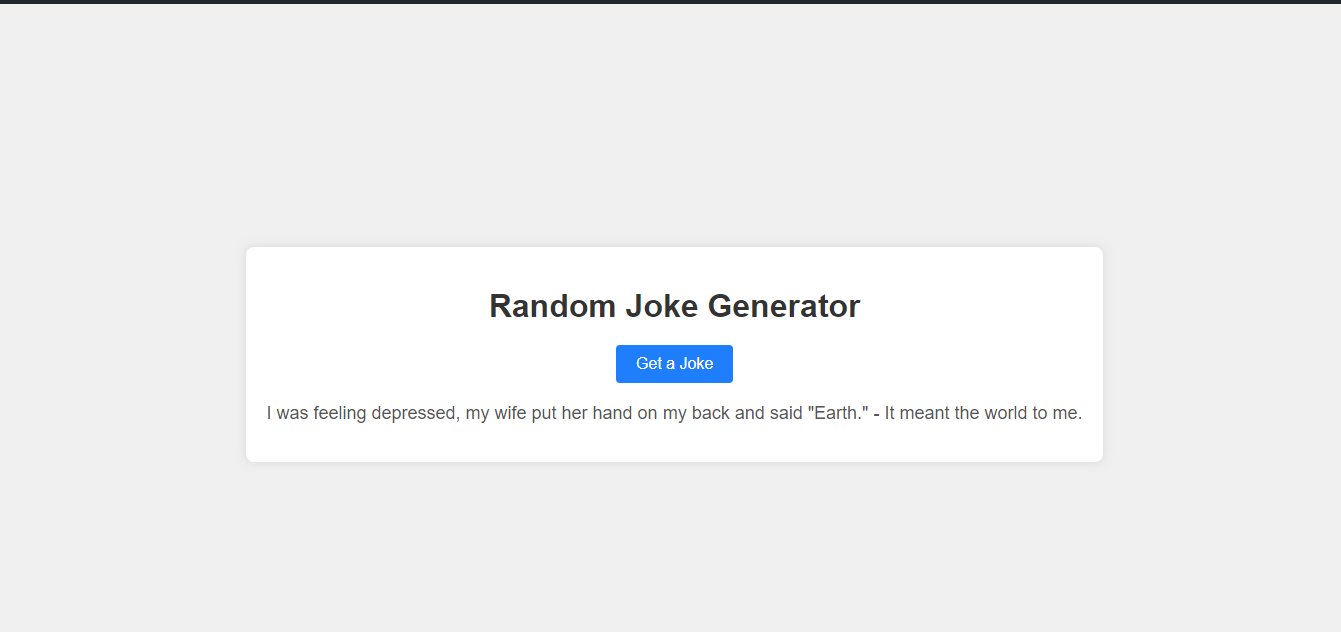 Random Joke Generator
Get a Joke
I was feeling depressed, my wife put her hand on my back and said "Earth." - It meant the world to me.